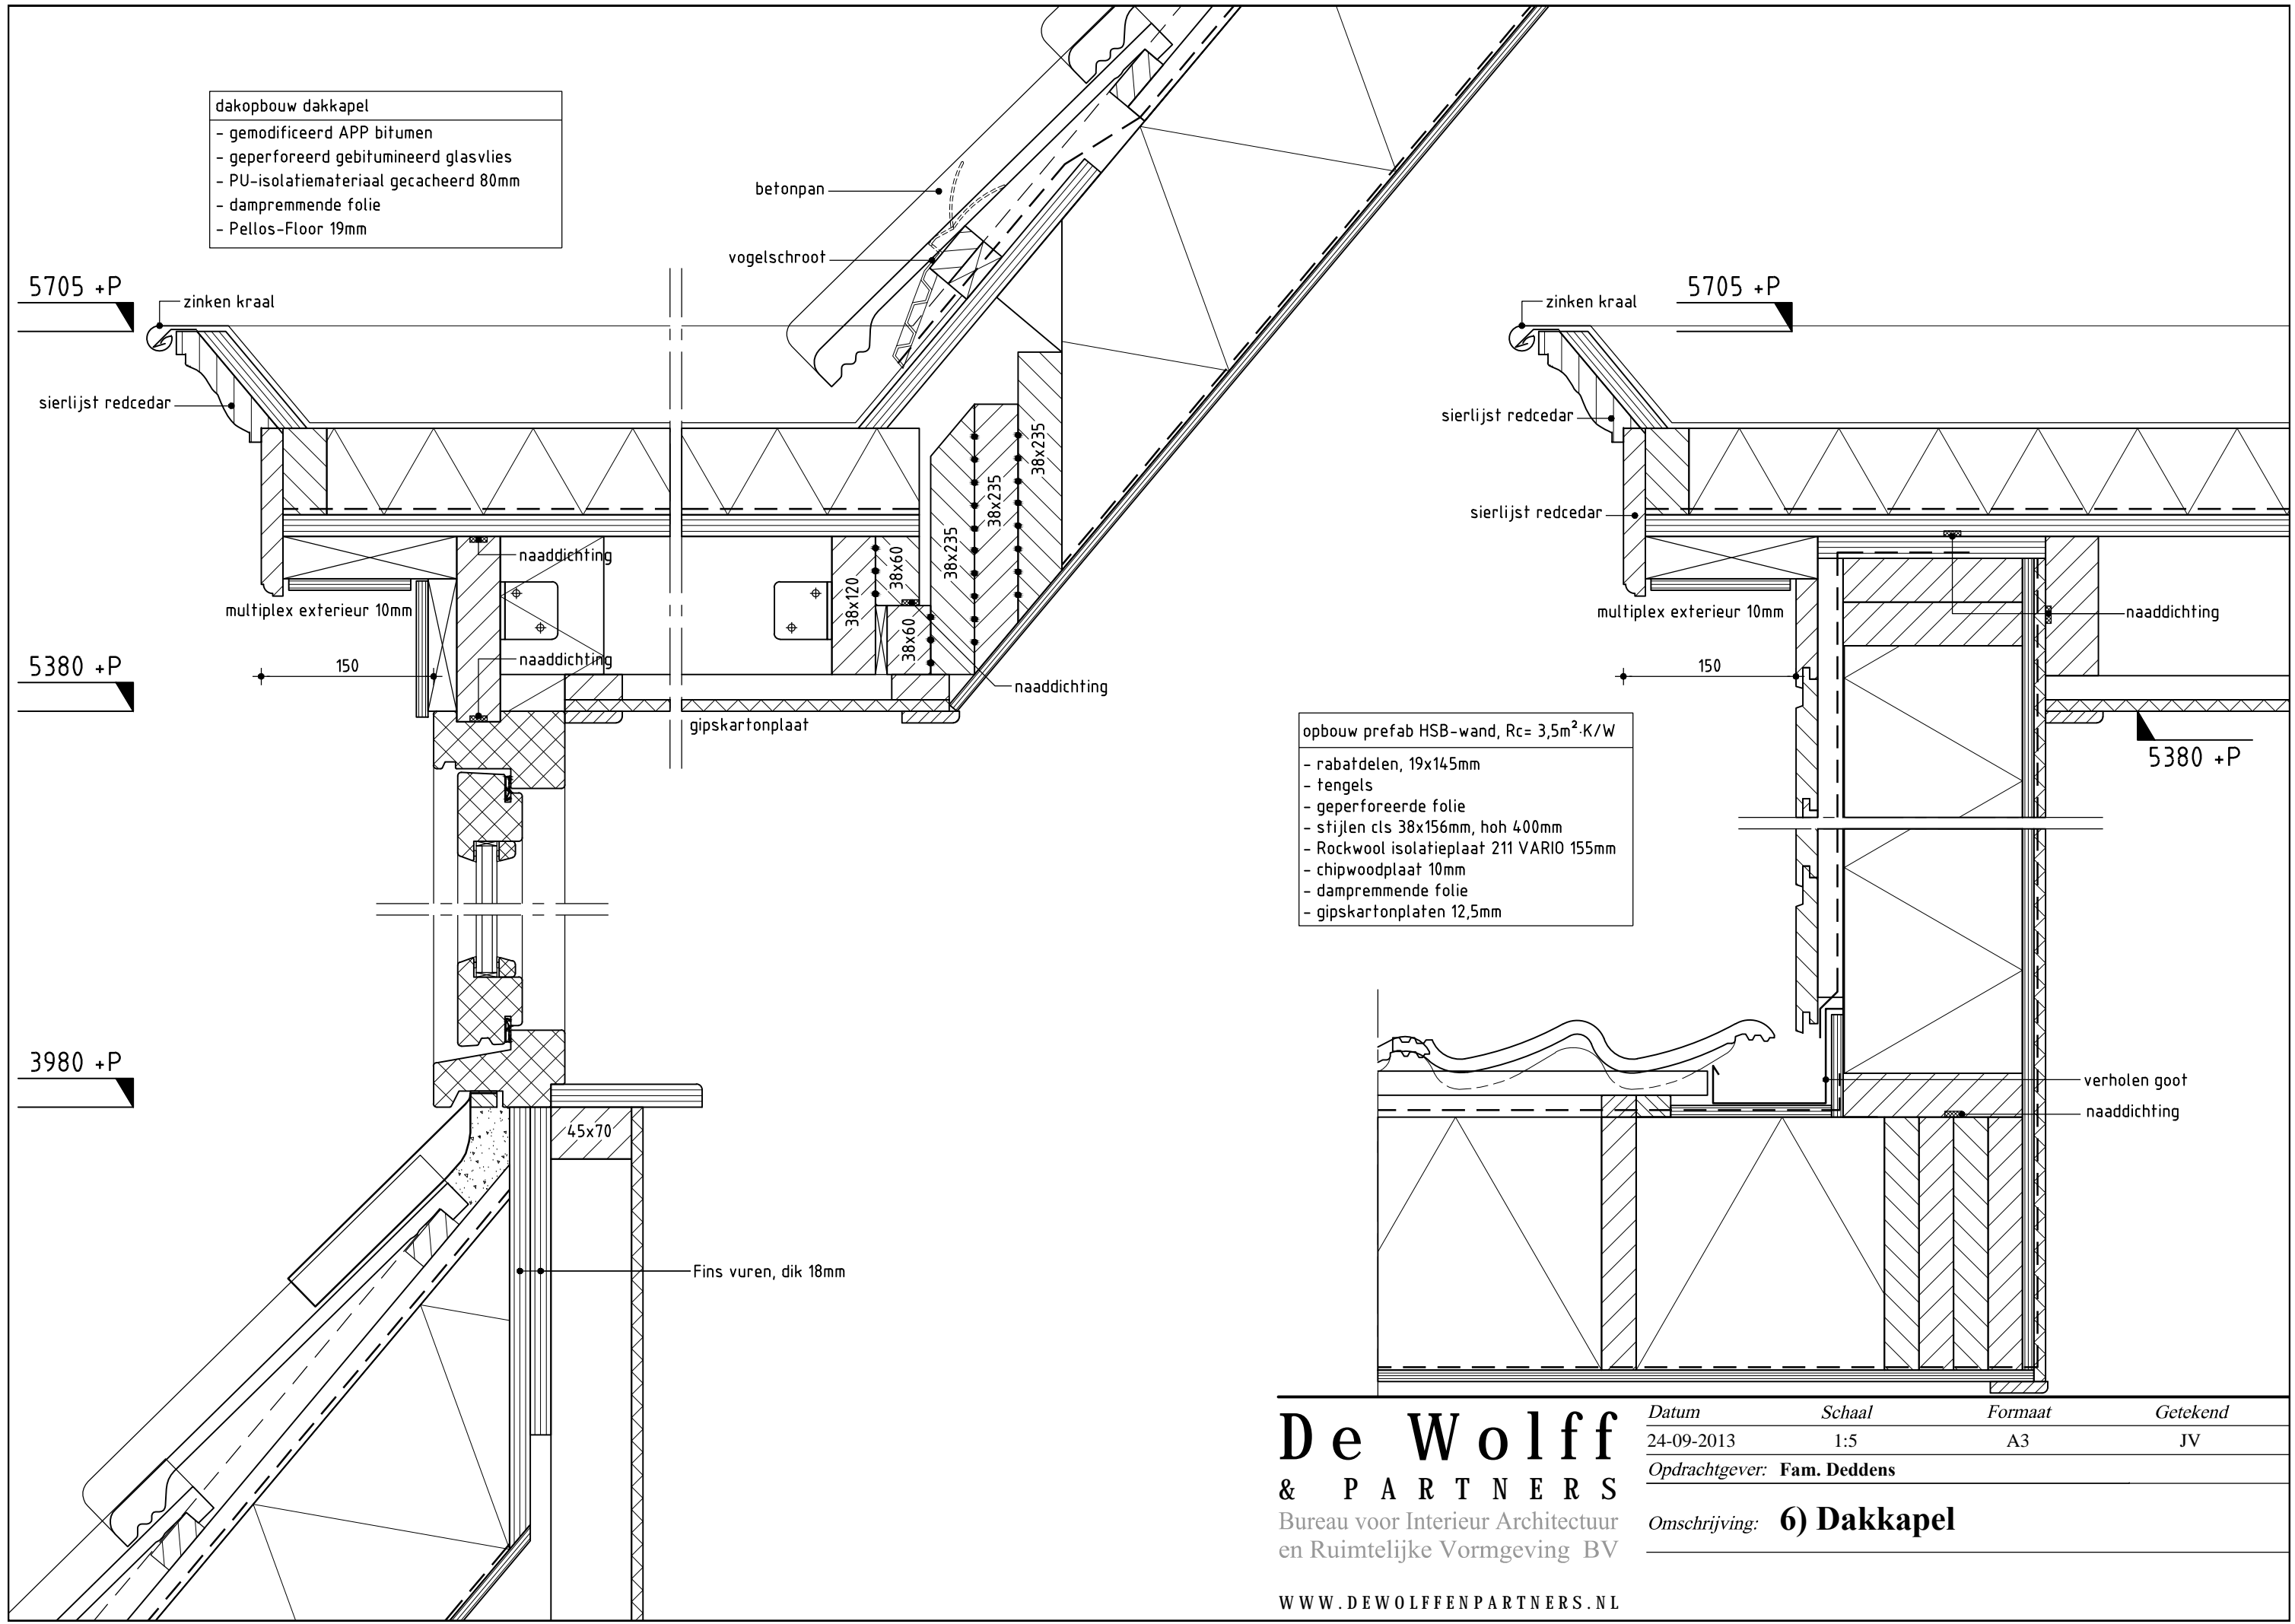 dakopbouw dakkapel
- gemodificeerd APP bitumen
- geperforeerd gebitumineerd glasvlies
- PU-isolatiemateriaal gecacheerd 80mm
- dampremmende folie
- Pellos-Floor 19mm
betonpan
vogelschroot
5705 +P
zinken kraal
sierlijst redcedar
38x235
38x235
38x235
naaddichting
38x60
38x120
multiplex exterieur 10mm
38x60
5380 +P
150
naaddichting
naaddichting
gipskartonplaat
3980 +P
45x70
Fins vuren, dik 18mm
5705 +P
zinken kraal
sierlijst redcedar
sierlijst redcedar
multiplex exterieur 10mm
naaddichting
150
5380 +P
opbouw prefab HSB-wand, Rc= 3,5m²·K/W
- rabatdelen, 19x145mm
- tengels
- geperforeerde folie
- stijlen cls 38x156mm, hoh 400mm
- Rockwool isolatieplaat 211 VARIO 155mm
- chipwoodplaat 10mm
- dampremmende folie
- gipskartonplaten 12,5mm
verholen goot
naaddichting
De Wolff
& PARTNERS
Bureau voor Interieur Architectuur
en Ruimtelijke Vormgeving BV
WWW.DEWOLFFENPARTNERS.NL
Datum Schaal Formaat Getekend
24-09-2013 1:5 A3 JV
Opdrachtgever: Fam. Deddens
Omschrijving: 6) Dakkapel